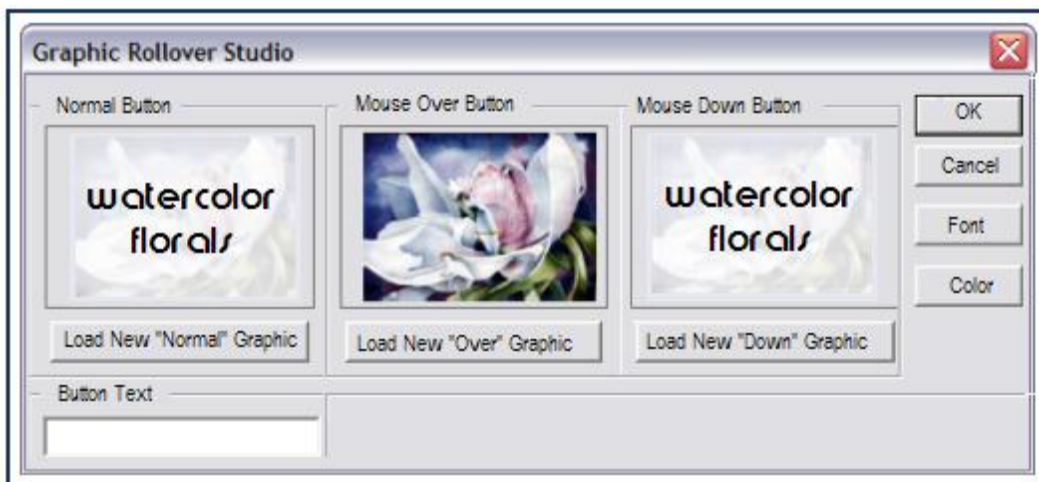 Graphic Rollover Studio
Normal Button
Mouse Over Button
Mouse Down Button
OK
Cancel
Font
Color
watercolor
florals
watercolor
florals
Load New "Normal" Graphic
Load New "Over" Graphic
Load New "Down" Graphic
Button Text